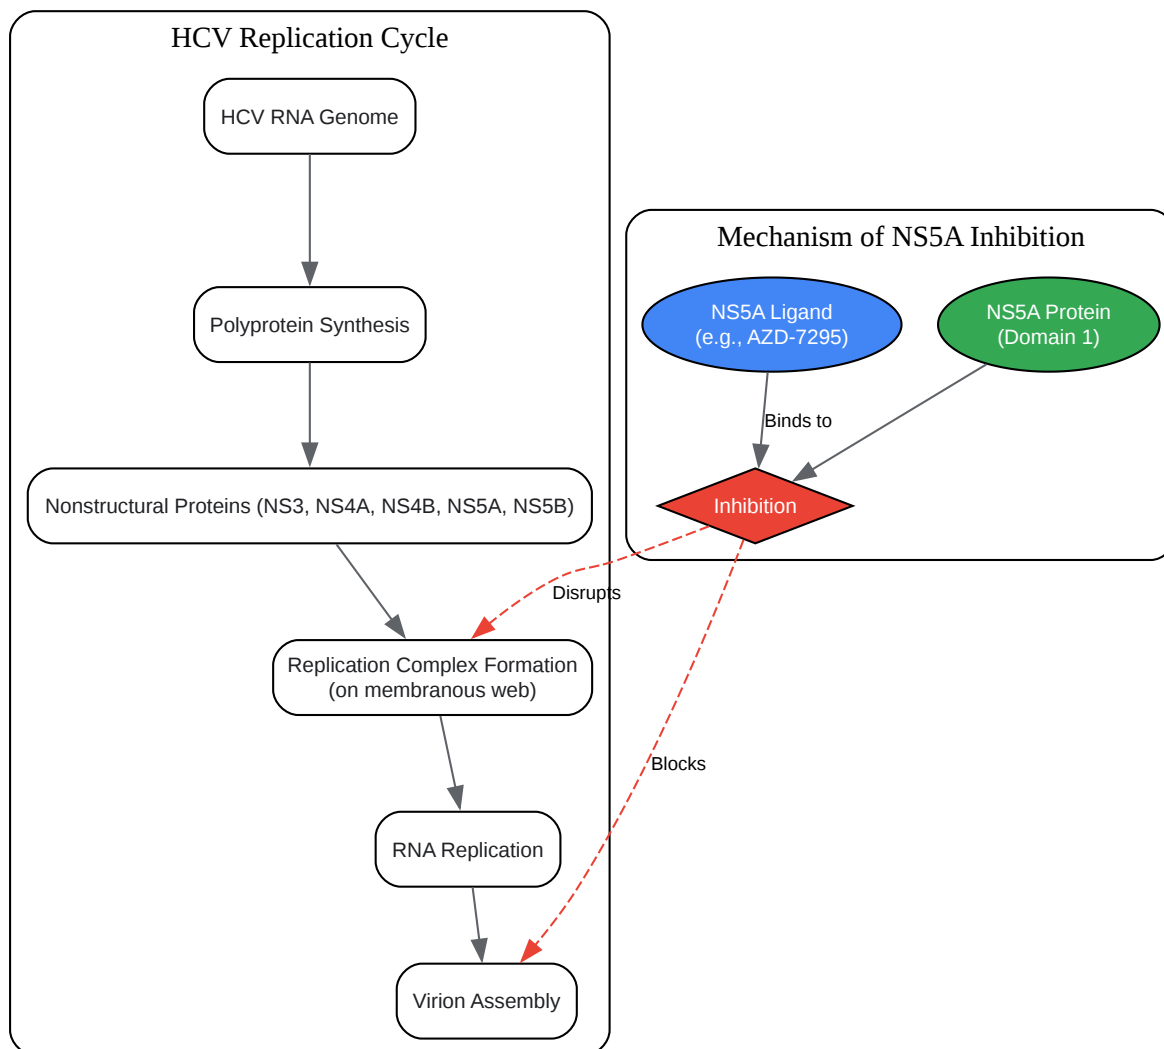 HCV Replication Cycle
HCV RNA Genome
Polyprotein Synthesis
Nonstructural Proteins (NS3, NS4A, NS4B, NS5A, NS5B)
Replication Complex Formation
(on membranous web)
RNA Replication
Virion Assembly
Mechanism of NS5A Inhibition
NS5A Ligand
(e.g., AZD-7295)
NS5A Protein
(Domain 1)
Binds to
Inhibition
Disrupts
Blocks